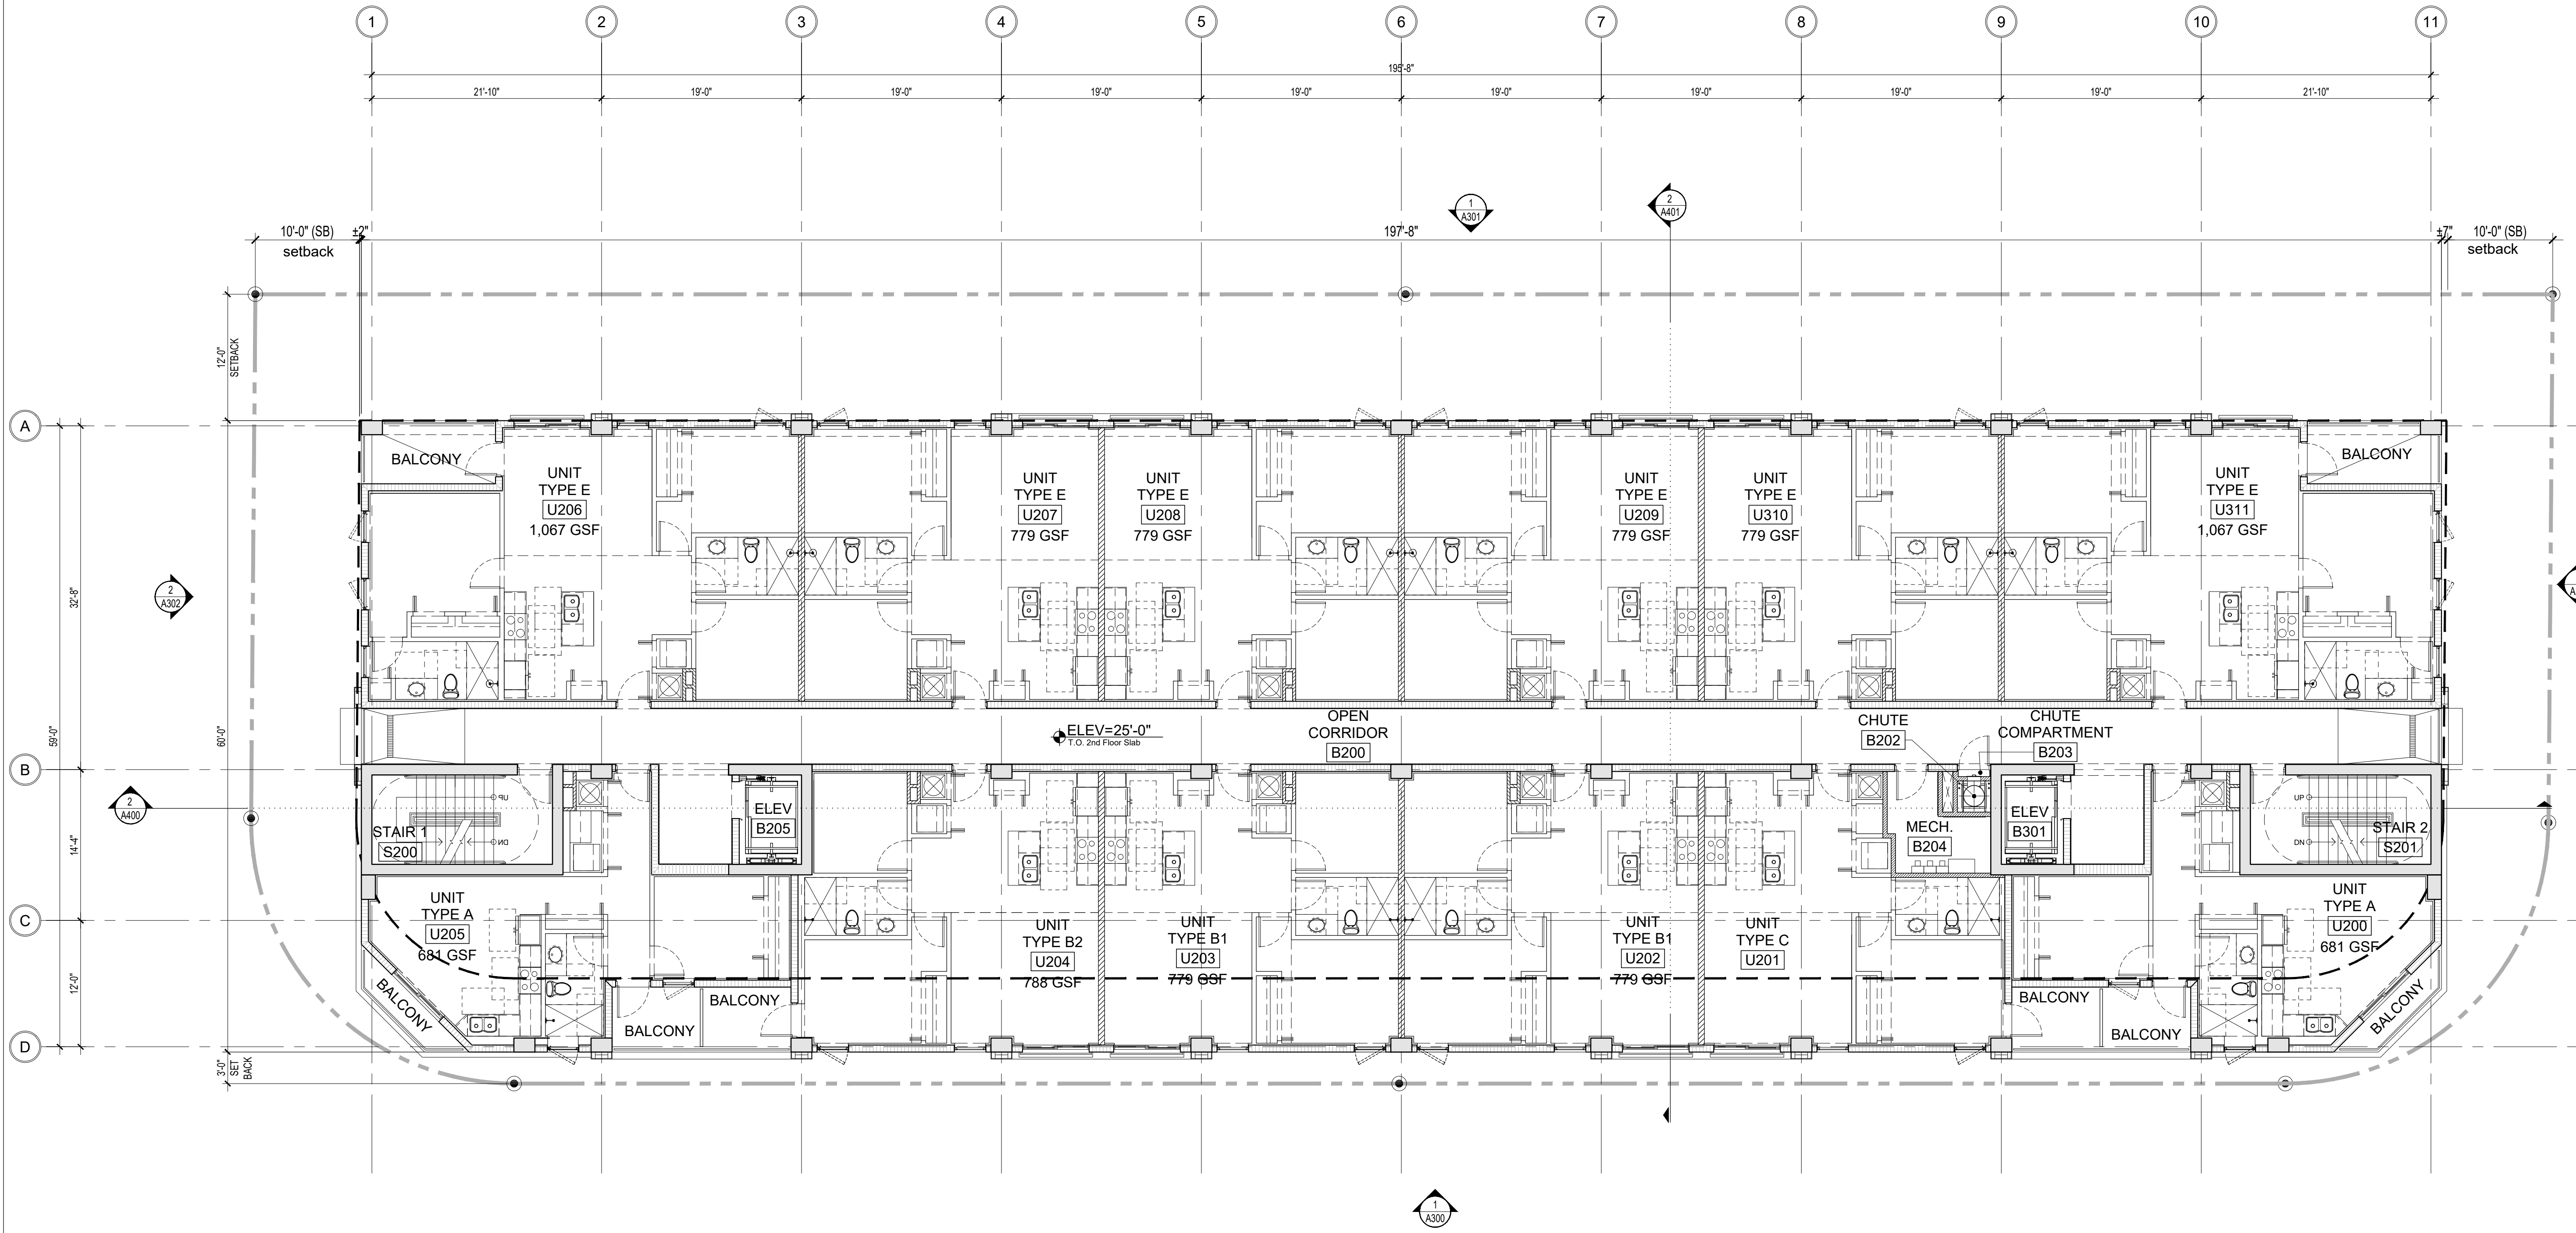 1 2 3 4 5 6 7 8 9 10 11
195'-8"
21'-10" 19'-0" 19'-0" 19'-0" 19'-0" 19'-0" 19'-0" 19'-0" 19'-0" 21'-10"
1
A301
2
A401
10'-0" (SB)
setback
±2"
197'-8"
±7"
10'-0" (SB)
setback
12'-0"
SETBACK
A
B
C
D
59'-0"
32'-8"
14'-4"
12'-0"
60'-0"
3'-0"
SET
BACK
2
A302
2
A400
BALCONY
UNIT
TYPE E
U206
1,067 GSF
UNIT
TYPE E
U207
779 GSF
UNIT
TYPE E
U208
779 GSF
UNIT
TYPE E
U209
779 GSF
UNIT
TYPE E
U310
779 GSF
UNIT
TYPE E
U311
1,067 GSF
BALCONY
ELEV=25'-0"
T.O. 2nd Floor Slab
OPEN
CORRIDOR
B200
CHUTE
B202
CHUTE
COMPARTMENT
B203
UP
DN
STAIR 1
S200
ELEV
B205
MECH.
B204
ELEV
B301
UP
DN
STAIR 2
S201
UNIT
TYPE A
U205
681 GSF
UNIT
TYPE B2
U204
788 GSF
UNIT
TYPE B1
U203
779 GSF
UNIT
TYPE B1
U202
779 GSF
UNIT
TYPE C
U201
UNIT
TYPE A
U200
681 GSF
BALCONY
BALCONY
BALCONY
BALCONY
BALCONY
BALCONY
1
A300